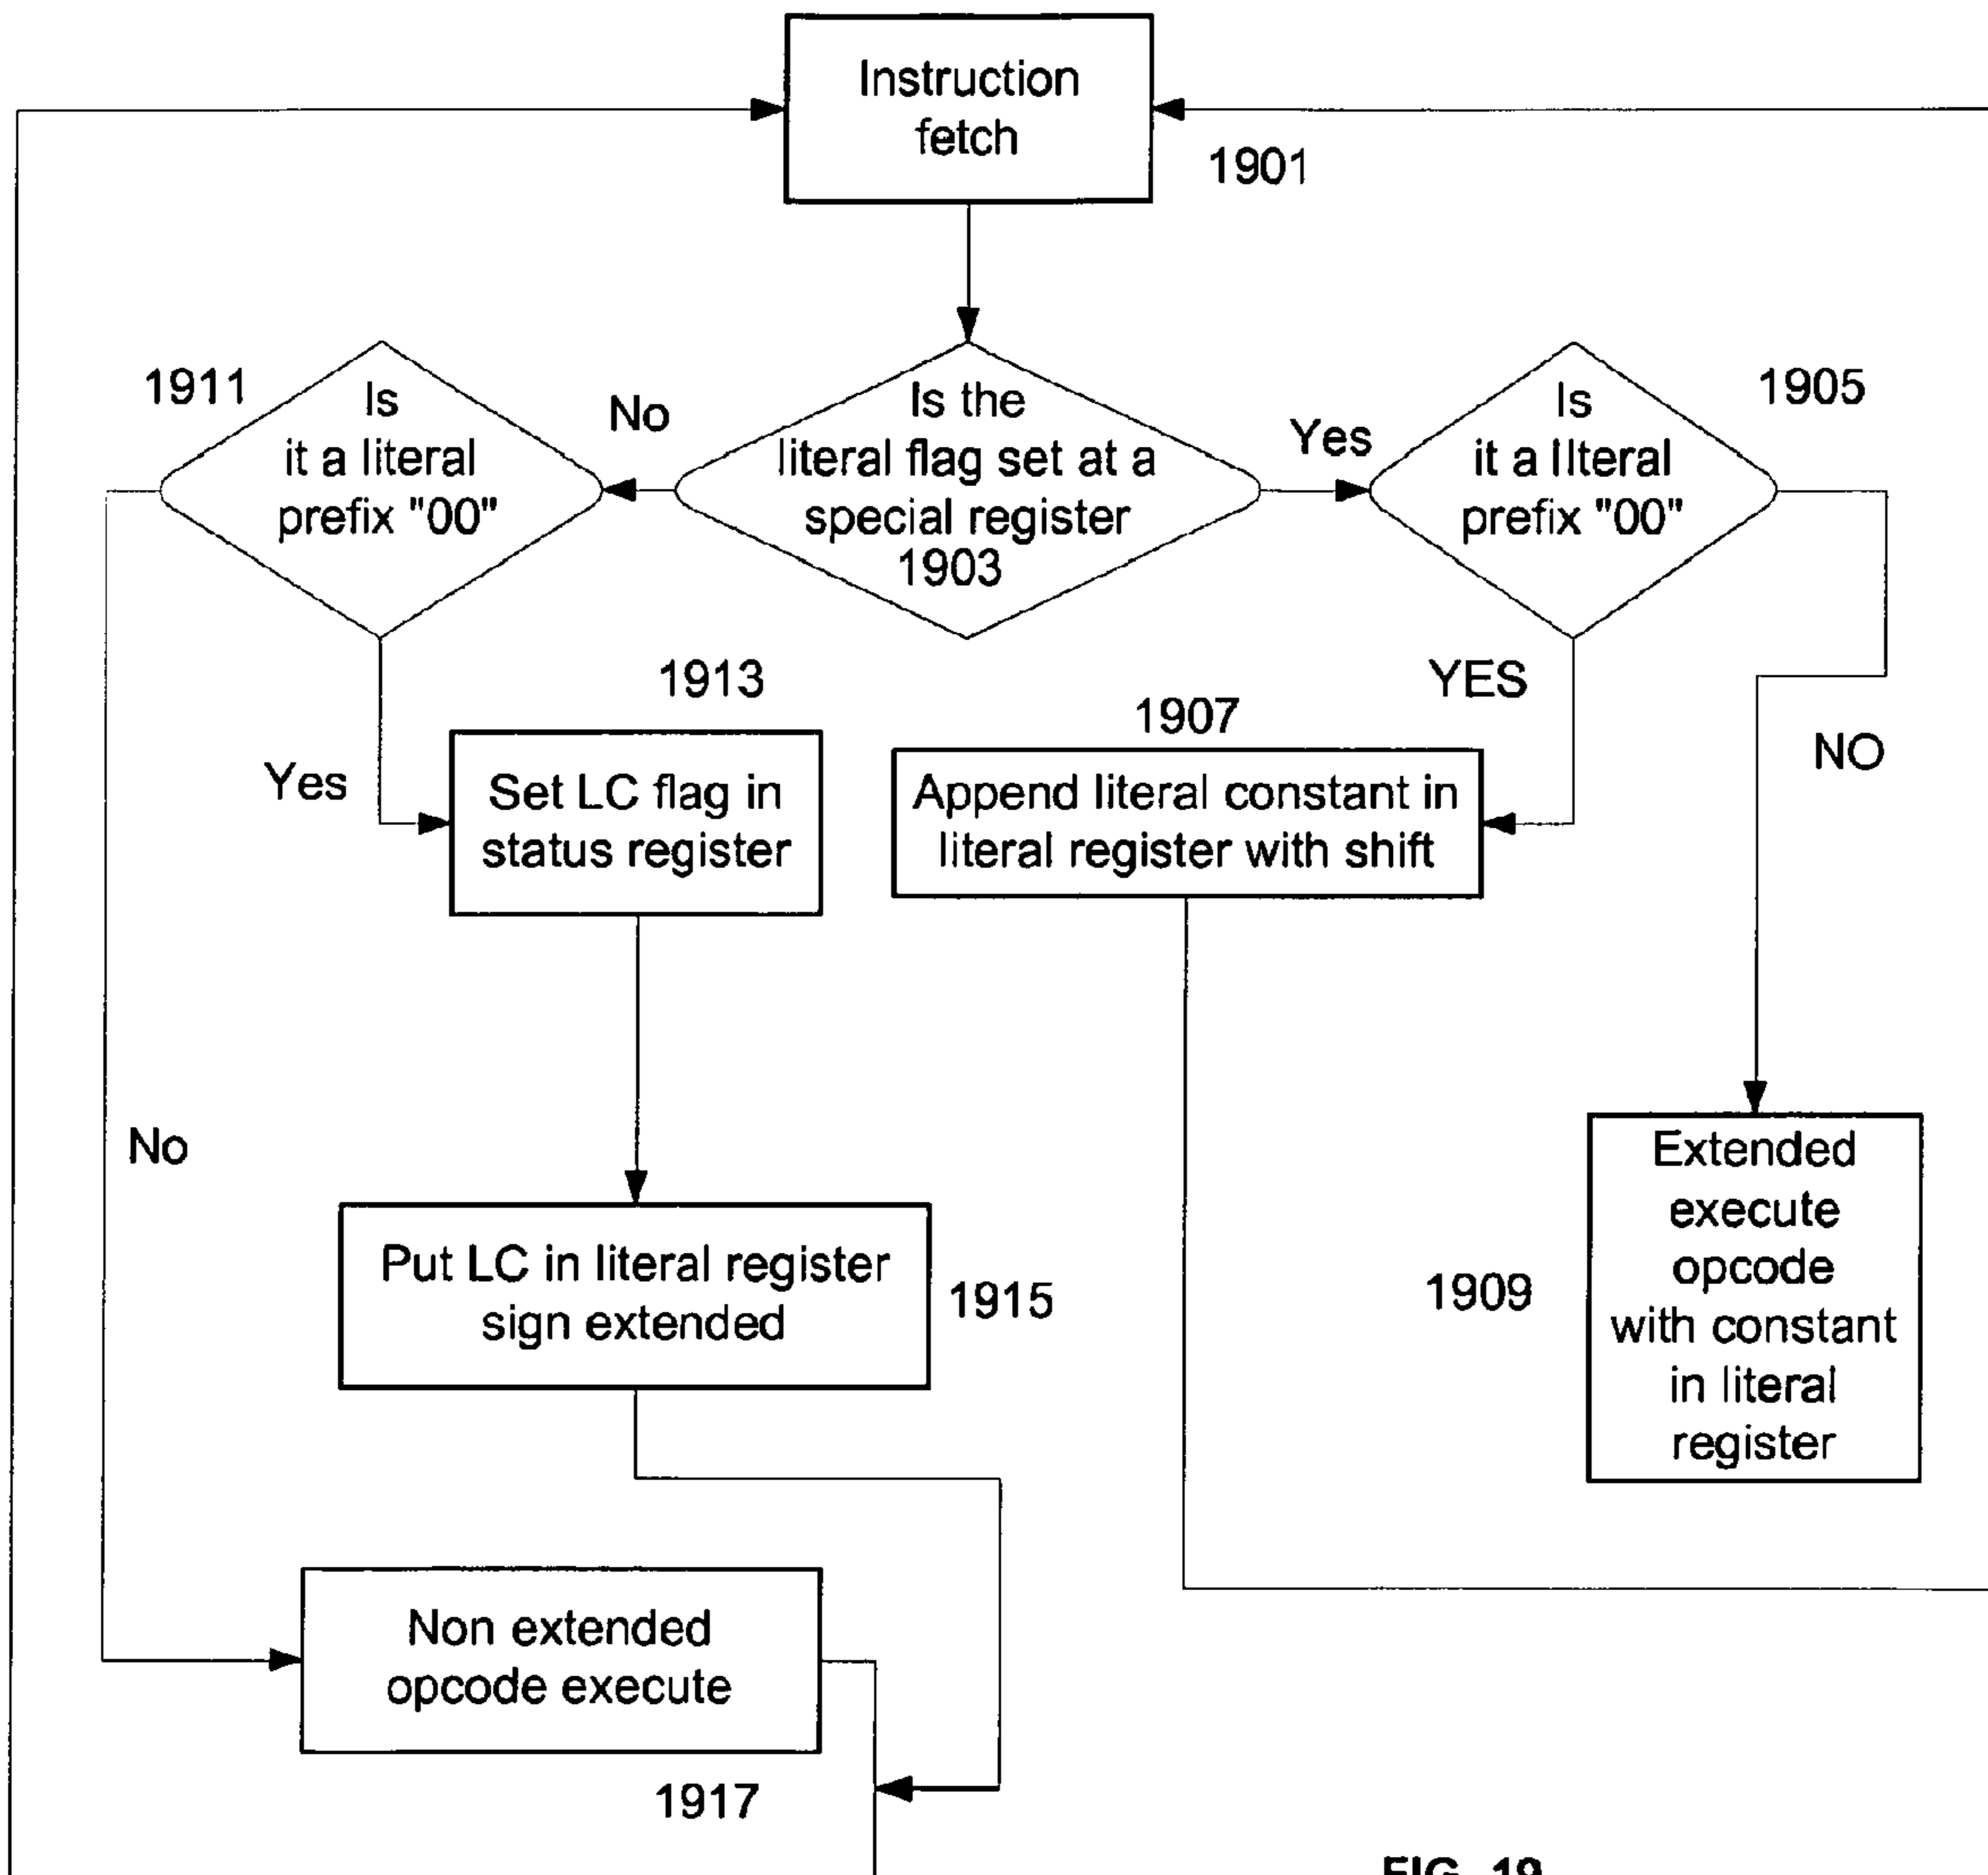 Instruction
fetch
1901
1911
Is
it a literal
prefix "00"
No
Is the
literal flag set at a
special register
1903
Yes
Is
it a lIteral
prefix "00"
1905
1913
YES
NO
Yes
Set LC flag in
status register
1907
Append literal constant in
literal register with shift
No
Put LC in literal register
sign extended
1915
1909
Extended
execute
opcode
with constant
in literal
register
Non extended
opcode execute
1917
FIG. 19